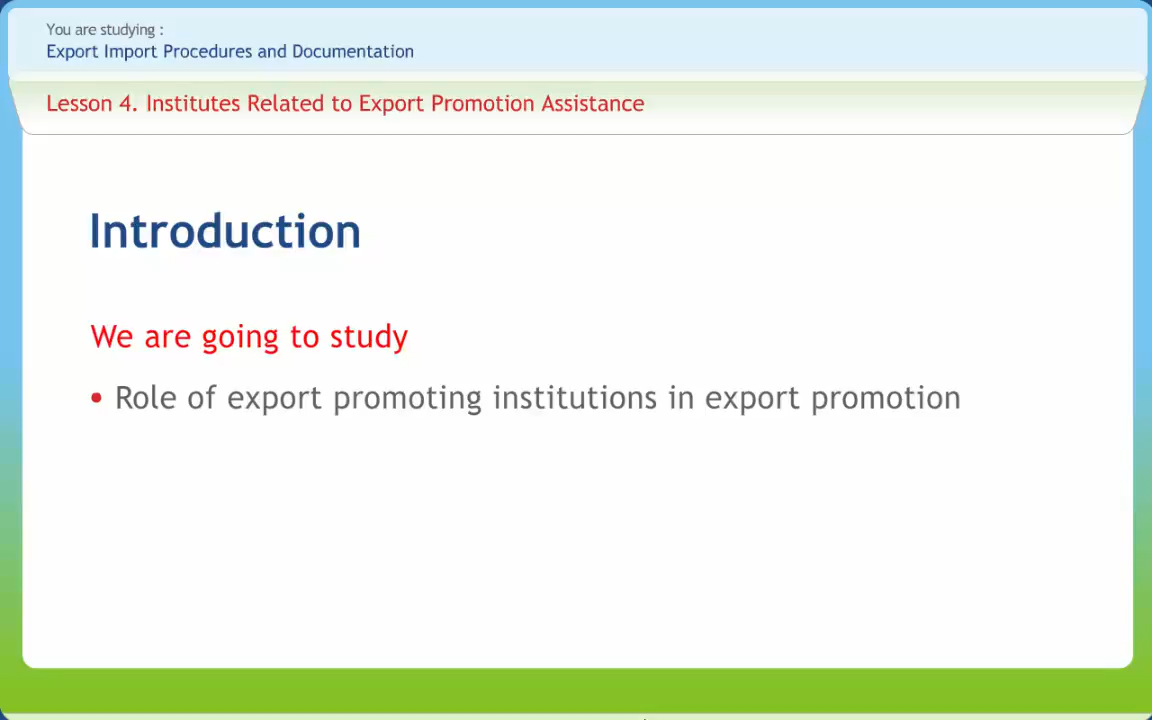 You are studying :
Export Import Procedures and Documentation
Lesson 4. Institutes Related to Export Promotion Assistance
Introduction
We are going to study
• Role of export promoting institutions in export promotion